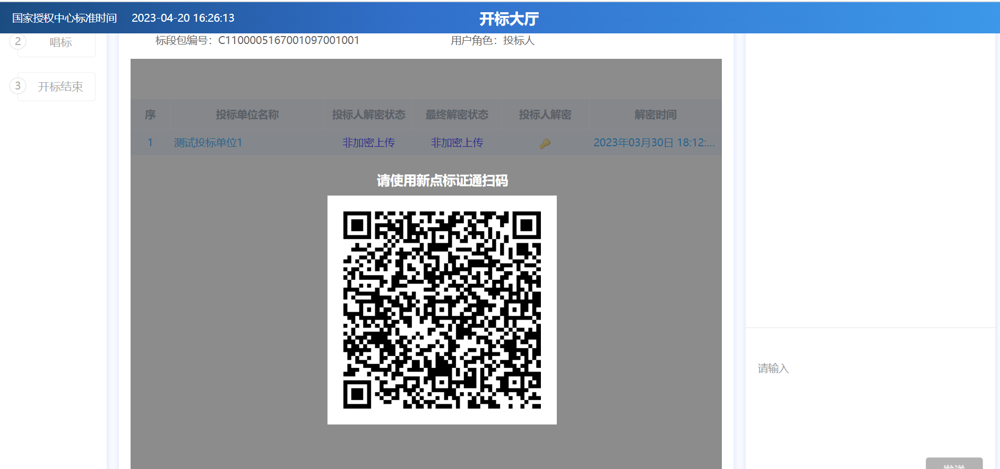 国家授权中心标准时间 2023-04-20 16:26:13
开标大厅
2 唱标
3 开标结束
标段包编号：C1100005167001097001001 用户角色：投标人
序 投标单位名称 投标人解密状态 最终解密状态 投标人解密 解密时间
1 测试投标单位1 非加密上传 非加密上传 2023年03月30日 18:12:...
请使用新点标证通扫码
请输入
发送